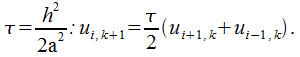 τ = h²/2a² : u_{i,k+1} = τ/2 (u_{i+1,k} + u_{i−1,k}) .